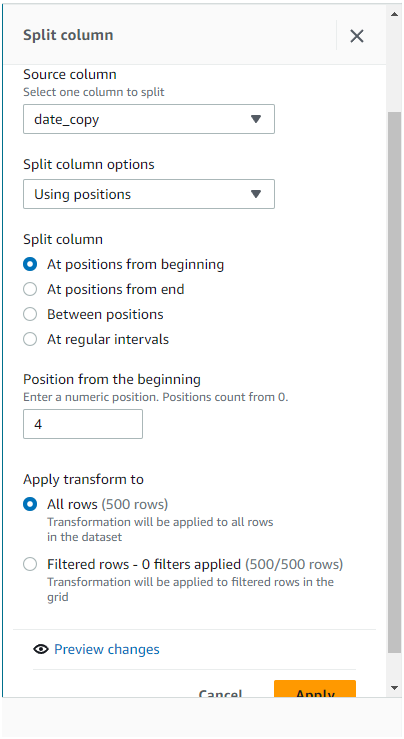 Split column
Source column
Select one column to split
date_copy
Split column options
Using positions
Split column
At positions from beginning
At positions from end
Between positions
At regular intervals
Position from the beginning
Enter a numeric position. Positions count from 0.
4
Apply transform to
All rows (500 rows)
Transformation will be applied to all rows
in the dataset
Filtered rows - 0 filters applied (500/500 rows)
Transformation will be applied to filtered rows in the
grid
Preview changes
Cancel Apply